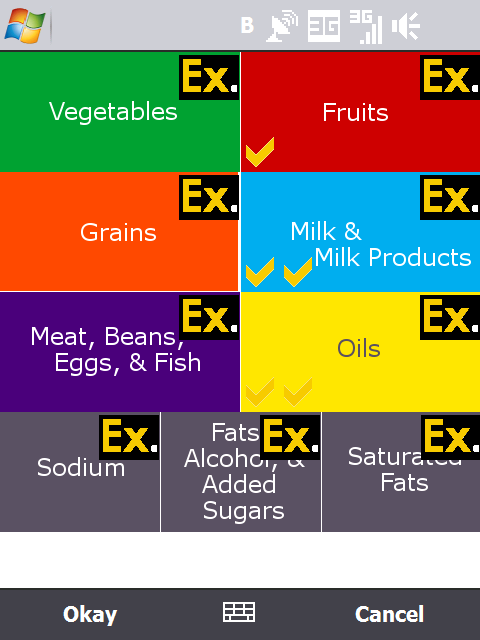 B 3G 3G
Ex. Ex.
Vegetables Fruits
Ex. Ex.
Grains Milk &
Milk Products
Ex. Ex.
Meat, Beans, Oils
Eggs, & Fish
Ex. Ex. Ex.
Sodium
Fats,
Alcohol, &
Added
Sugars
Saturated
Fats
Okay Cancel